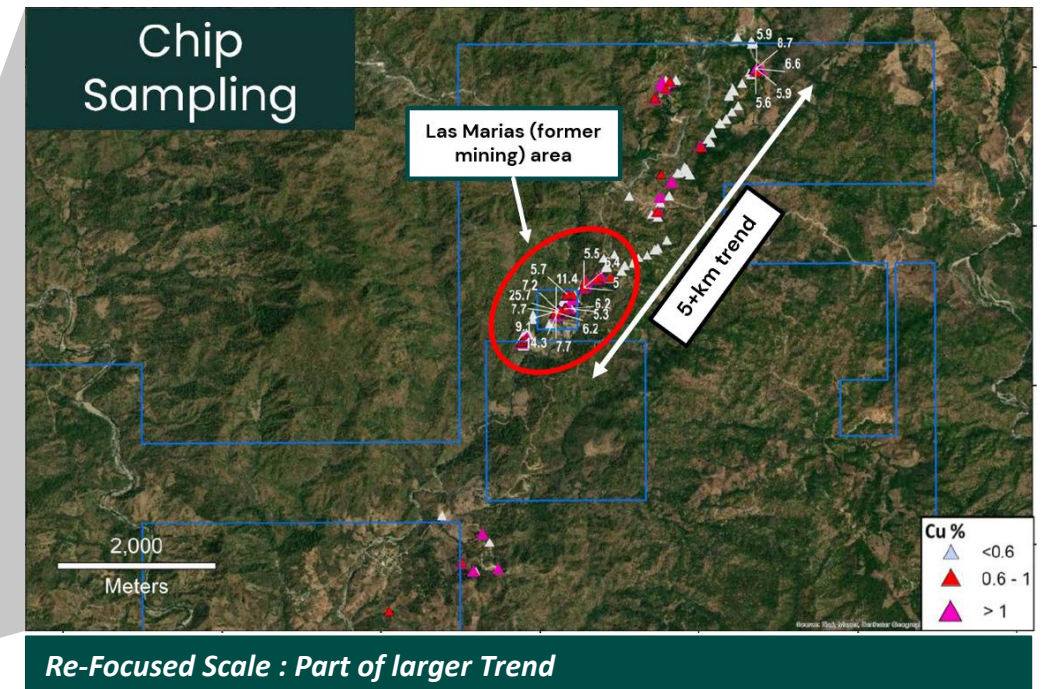 Chip
Sampling
5.9
8.7
6.6
5.9
5.6
Las Marias (former
mining) area
5+km trend
5.5
5.7
11.4
5
7.2
25.7
6.2
7.7
5.3
9.1
6.2
14.3
7.7
2,000
Meters
Cu %
<0.6
0.6 - 1
> 1
Re-Focused Scale : Part of larger Trend